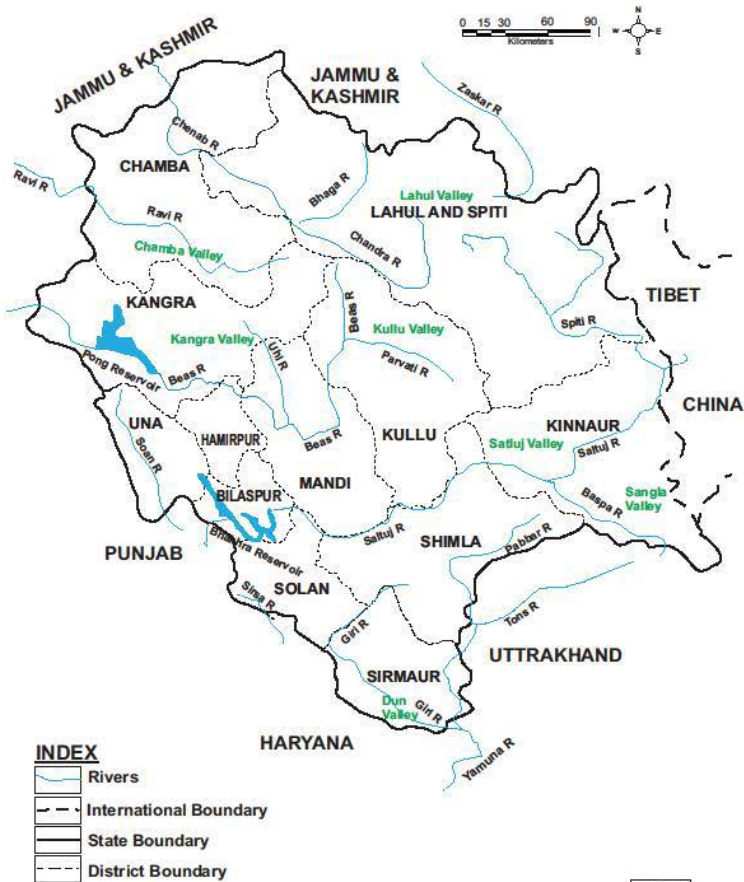 N
0 15 30 60 90
W E
Kilometers
S
JAMMU & KASHMIR
JAMMU &
KASHMIR
Zaskar R
Chenab R
CHAMBA
Ravi R
Bhaga R
Lahul Valley
LAHUL AND SPITI
Ravi R
Chamba Valley
Chandra R
TIBET
KANGRA
Beas R
Spiti R
Kangra Valley
Uhl R
Kullu Valley
Pong Reservoir
Beas R
Parvati R
CHINA
UNA
KINNAUR
HAMIRPUR
Beas R
KULLU
Satluj Valley
Saltuj R
Soan R
MANDI
BILASPUR
Baspa R
Sangla
Valley
PUNJAB
Bhakhra Reservoir
Saltuj R
SHIMLA
Pabbar R
SOLAN
Sirsa R
Tons R
Giri R
UTTRAKHAND
SIRMAUR
Dun
Valley
Giri R
HARYANA
Yamuna R
INDEX
Rivers
International Boundary
State Boundary
District Boundary